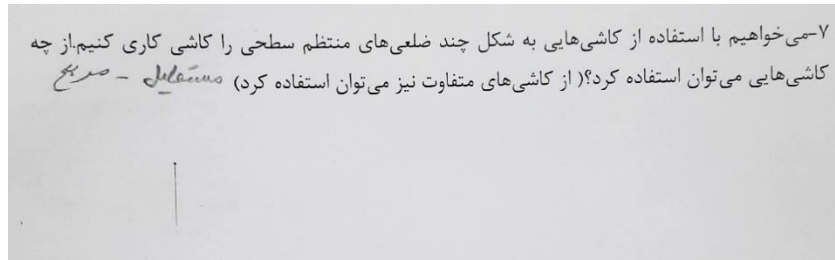 ۷-می‌خواهیم با استفاده از کاشی‌هایی به شکل چند ضلعی‌های منتظم سطحی را کاشی کاری کنیم.از چه
کاشی‌هایی می‌توان استفاده کرد؟( از کاشی‌های متفاوت نیز می‌توان استفاده کرد) مستطیل - مربع